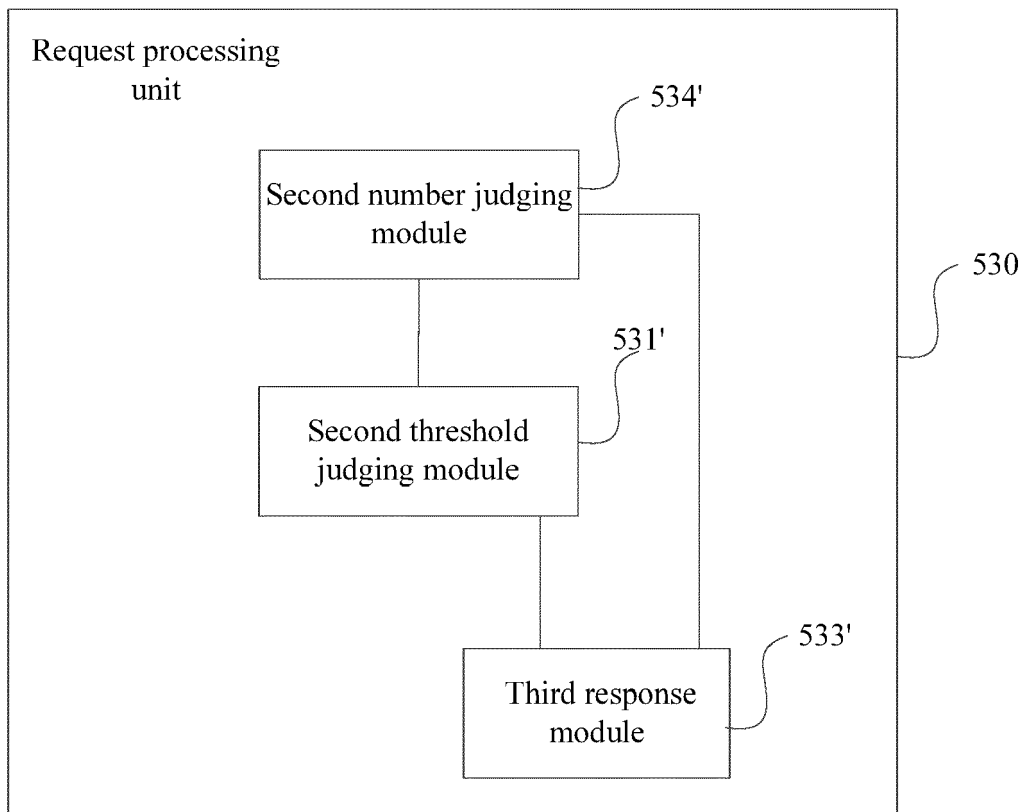 Request processing
unit
534'
Second number judging
module
530
531'
Second threshold
judging module
533'
Third response
module